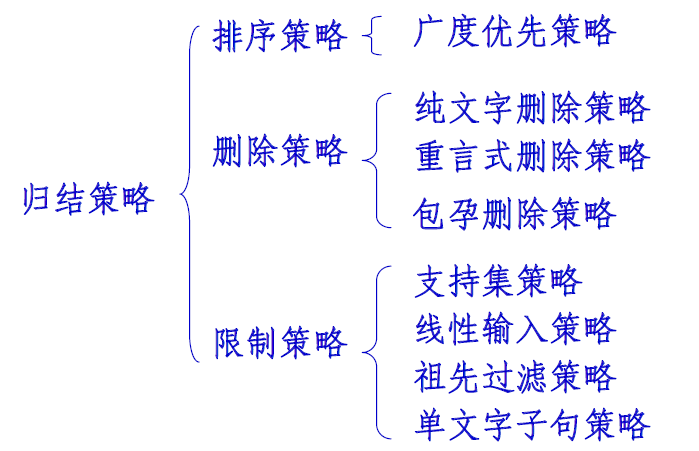 归结策略
排序策略
广度优先策略
删除策略
纯文字删除策略
重言式删除策略
包孕删除策略
限制策略
支持集策略
线性输入策略
祖先过滤策略
单文字子句策略